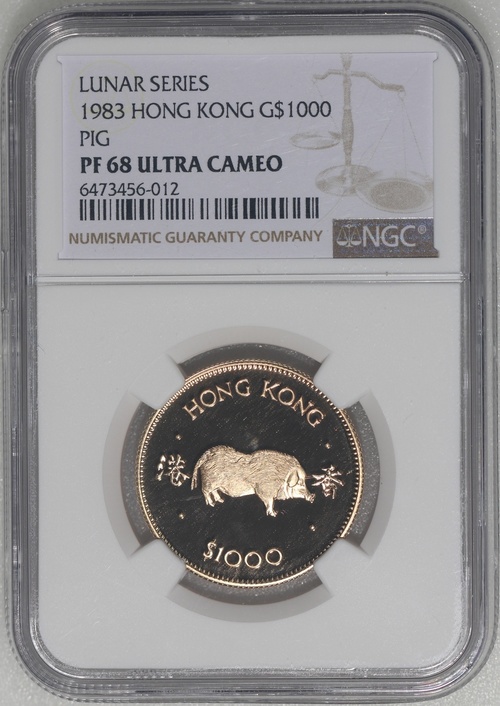 LUNAR SERIES
1983 HONG KONG G$1000
PIG
PF 68 ULTRA CAMEO
6473456-012
NUMISMATIC GUARANTY COMPANY
NGC®
HONG KONG
港 香
$1000